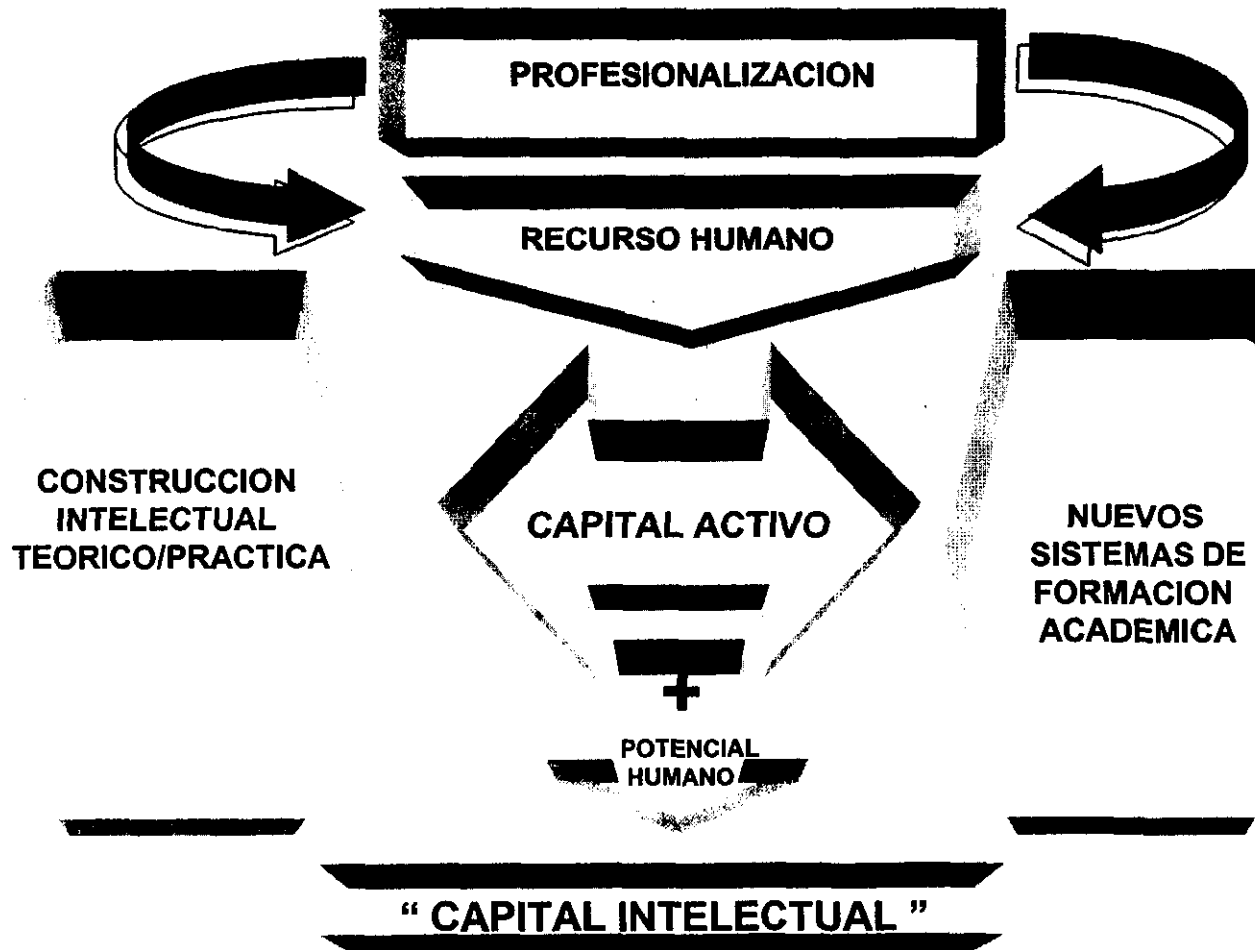 PROFESIONALIZACION
RECURSO HUMANO
CONSTRUCCION
INTELECTUAL
TEORICO/PRACTICA
CAPITAL ACTIVO
NUEVOS
SISTEMAS DE
FORMACION
ACADEMICA
+
POTENCIAL
HUMANO
“ CAPITAL INTELECTUAL ”